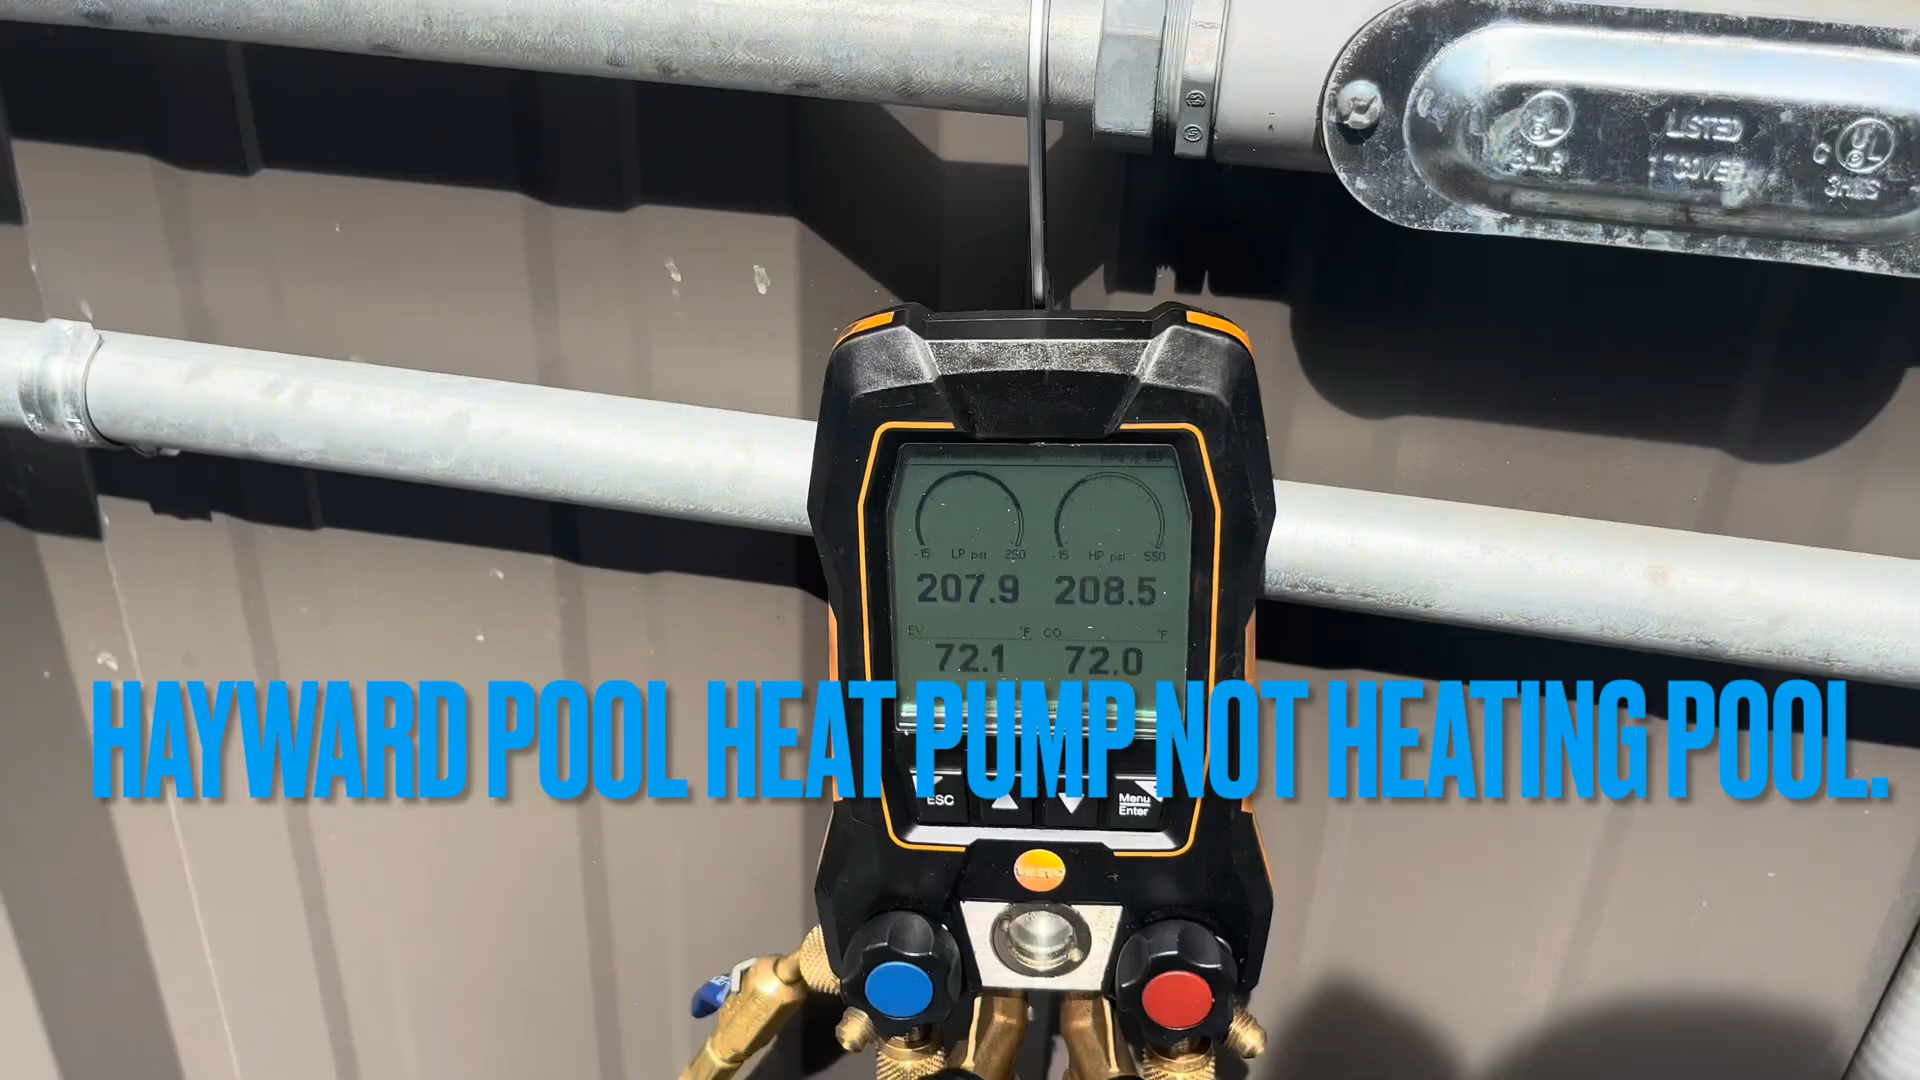 LISTED
COVER
-15 LP psi 250
-15 HP psi 550
207.9 208.5
EV °F CO °F
72.1 72.0
HAYWARD POOL HEAT PUMP NOT HEATING POOL.
ESC
Menu
Enter
testo